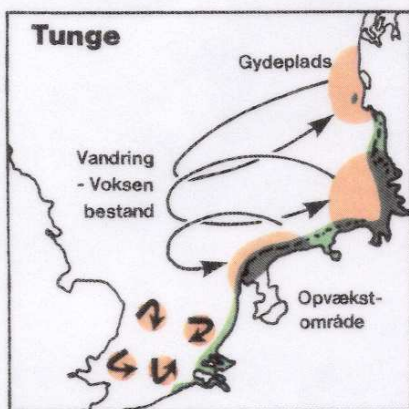 Tunge
Gydeplads
Vandring
- Voksen
bestand
Opvækst-
område